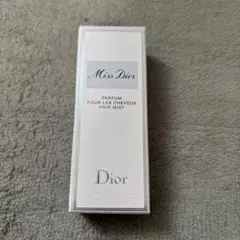 Miss Dior
PARFUM
POUR LES CHEVEUX
HAIR MIST
Dior